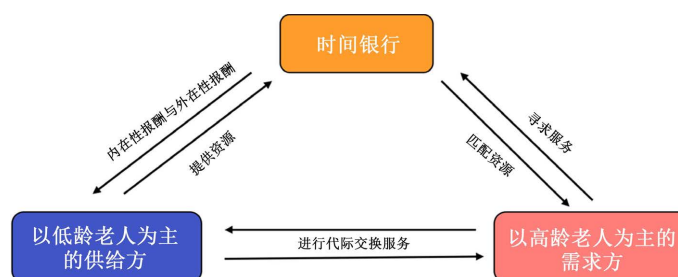 时间银行
内在性报酬与外在性报酬
提供资源
寻求服务
匹配资源
以低龄老人为主
的供给方
进行代际交换服务
以高龄老人为主的
需求方